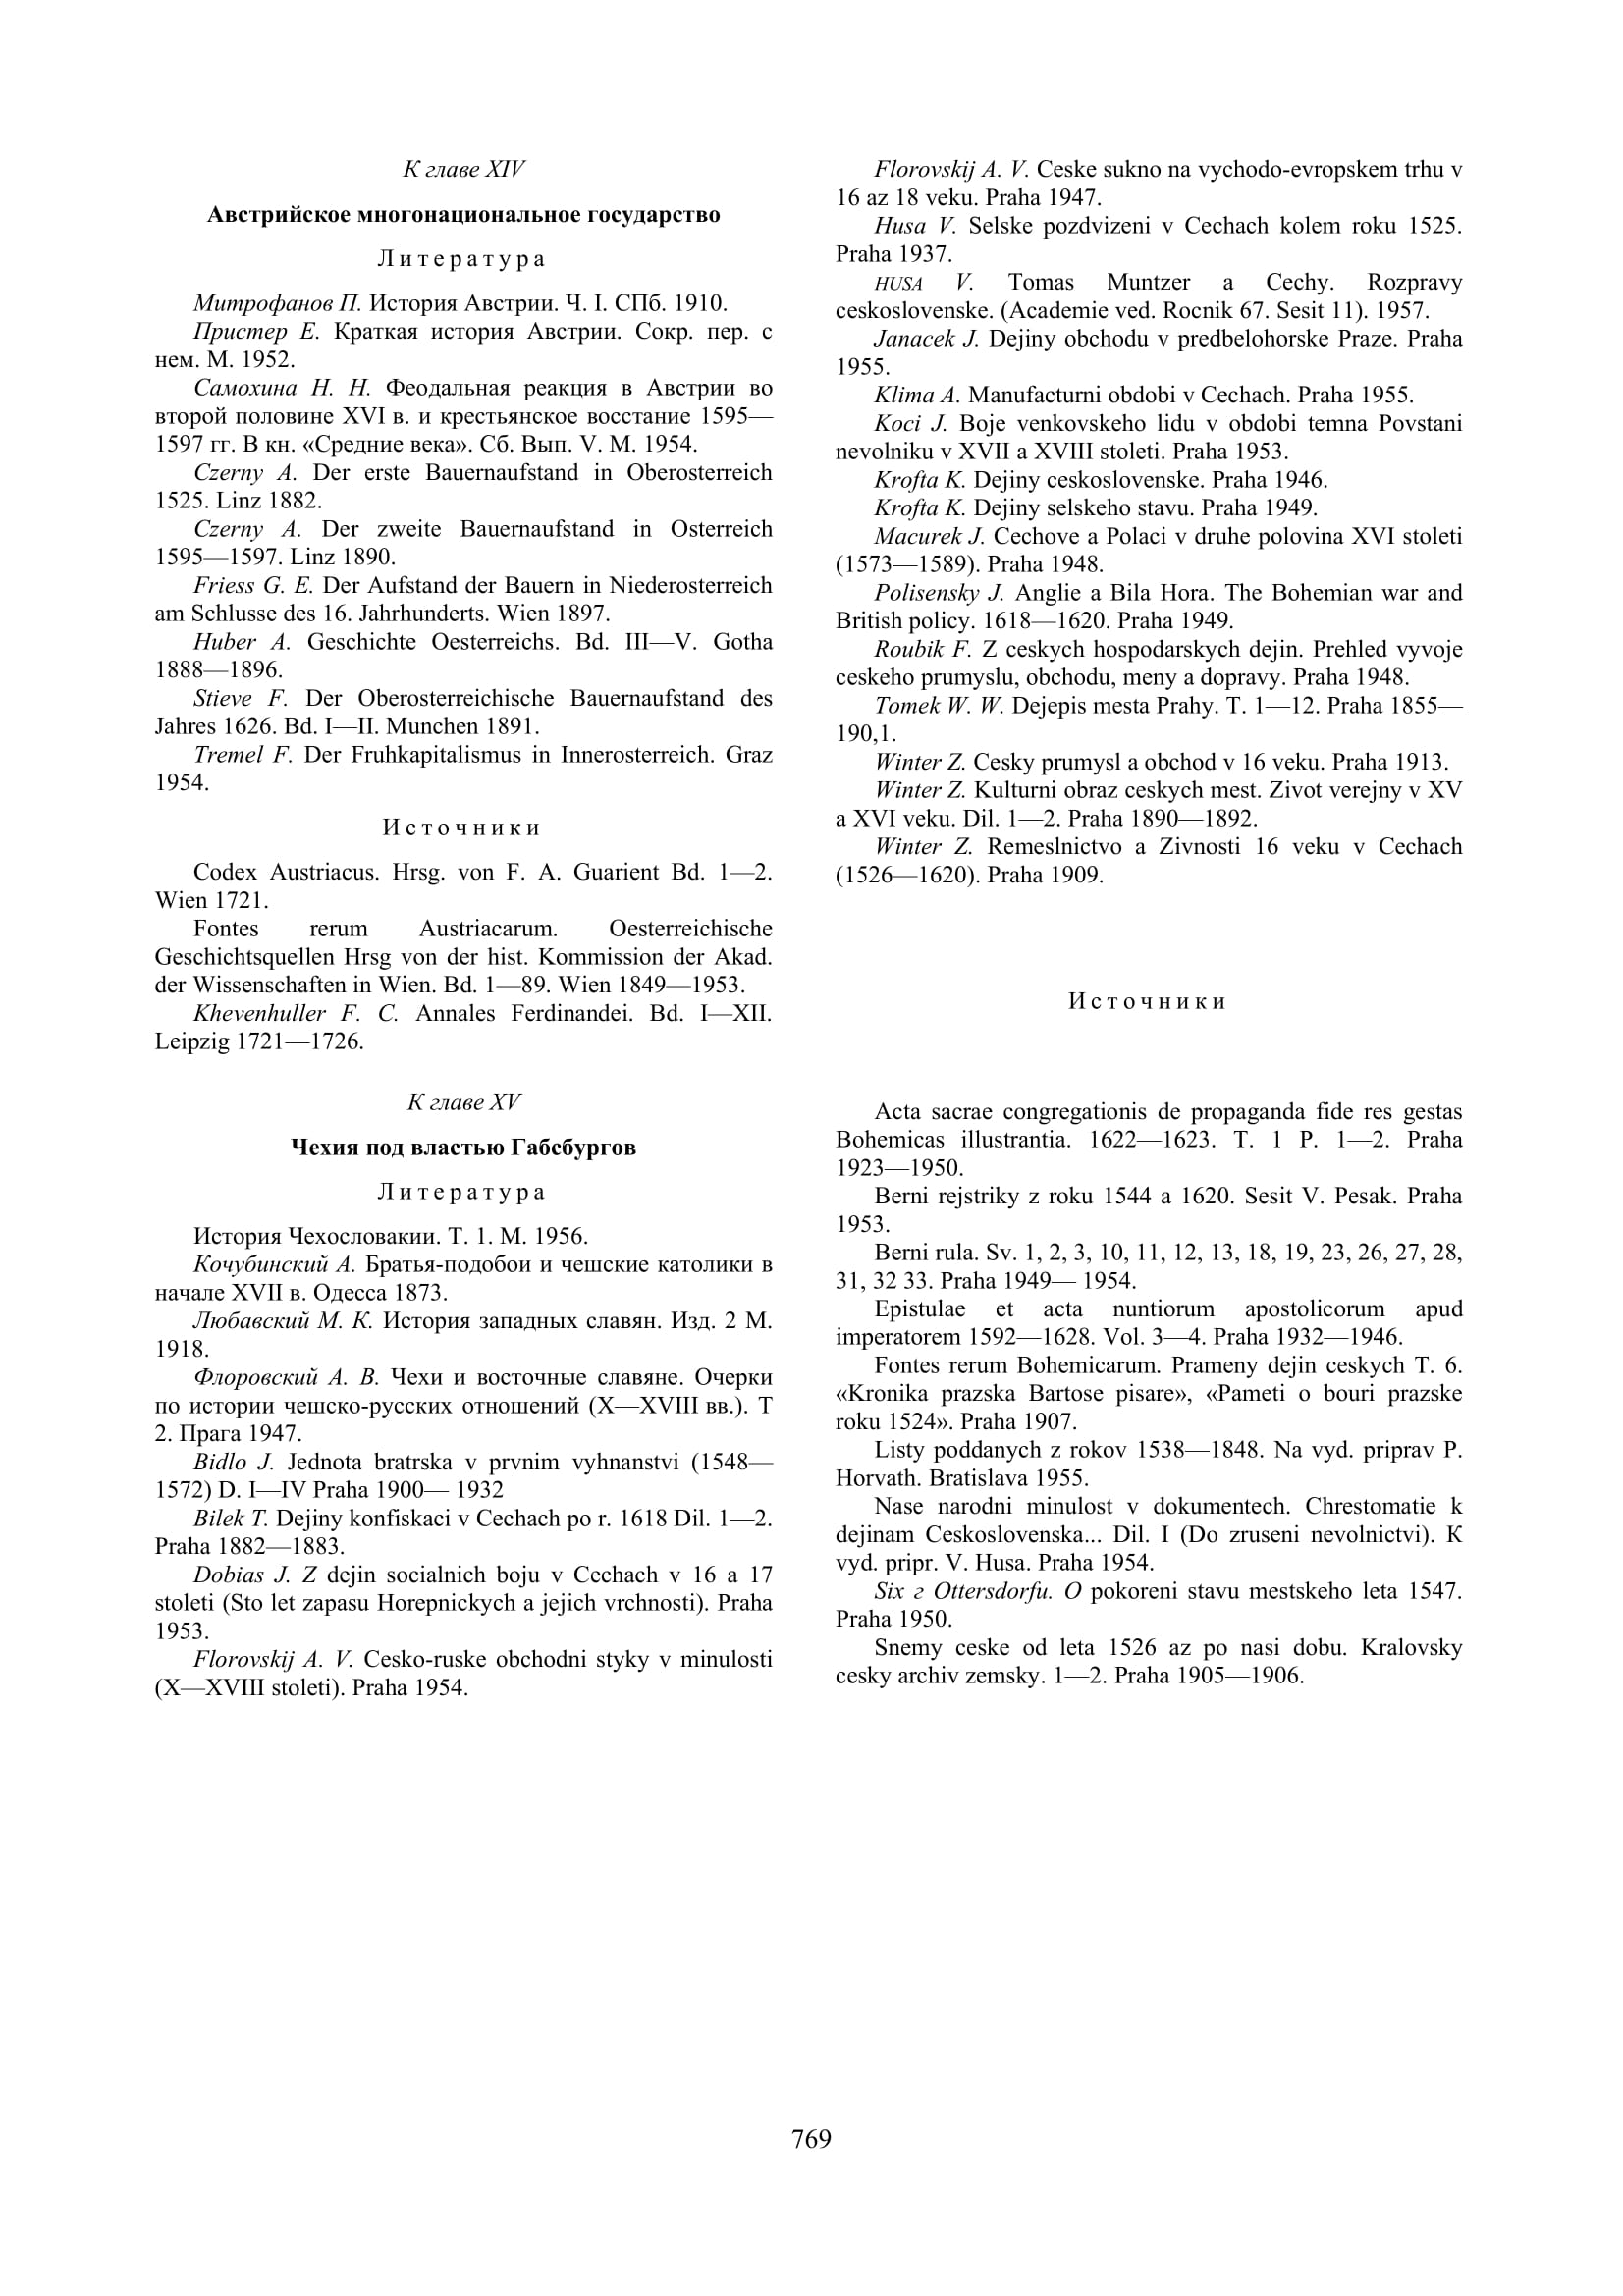 К главе XIV
Австрийское многонациональное государство
Литература
Митрофанов П. История Австрии. Ч. I. СПб. 1910.
Пристер Е. Краткая история Австрии. Сокр. пер. с
нем. М. 1952.
Самохина Н. Н. Феодальная реакция в Австрии во
второй половине XVI в. и крестьянское восстание 1595—
1597 гг. В кн. «Средние века». Сб. Вып. V. М. 1954.
Czerny A. Der erste Bauernaufstand in Oberosterreich
1525. Linz 1882.
Czerny A. Der zweite Bauernaufstand in Osterreich
1595—1597. Linz 1890.
Friess G. E. Der Aufstand der Bauern in Niederosterreich
am Schlusse des 16. Jahrhunderts. Wien 1897.
Huber A. Geschichte Oesterreichs. Bd. III—V. Gotha
1888—1896.
Stieve F. Der Oberosterreichische Bauernaufstand des
Jahres 1626. Bd. I—II. Munchen 1891.
Tremel F. Der Fruhkapitalismus in Innerosterreich. Graz
1954.
Источники
Codex Austriacus. Hrsg. von F. A. Guarient Bd. 1—2.
Wien 1721.
Fontes rerum Austriacarum. Oesterreichische
Geschichtsquellen Hrsg von der hist. Kommission der Akad.
der Wissenschaften in Wien. Bd. 1—89. Wien 1849—1953.
Khevenhuller F. C. Annales Ferdinandei. Bd. I—XII.
Leipzig 1721—1726.
К главе XV
Чехия под властью Габсбургов
Литература
История Чехословакии. Т. 1. М. 1956.
Кочубинский А. Братья-подобои и чешские католики в
начале XVII в. Одесса 1873.
Любавский М. К. История западных славян. Изд. 2 М.
1918.
Флоровский А. В. Чехи и восточные славяне. Очерки
по истории чешско-русских отношений (X—XVIII вв.). Т
2. Прага 1947.
Bidlo J. Jednota bratrska v prvnim vyhnanstvi (1548—
1572) D. I—IV Praha 1900— 1932
Bilek T. Dejiny konfiskaci v Cechach po r. 1618 Dil. 1—2.
Praha 1882—1883.
Dobias J. Z dejin socialnich boju v Cechach v 16 a 17
stoleti (Sto let zapasu Horepnickych a jejich vrchnosti). Praha
1953.
Florovskij A. V. Cesko-ruske obchodni styky v minulosti
(X—XVIII stoleti). Praha 1954.
Florovskij A. V. Ceske sukno na vychodo-evropskem trhu v
16 az 18 veku. Praha 1947.
Husa V. Selske pozdvizeni v Cechach kolem roku 1525.
Praha 1937.
HUSA V. Tomas Muntzer a Cechy. Rozpravy
ceskoslovenske. (Academie ved. Rocnik 67. Sesit 11). 1957.
Janacek J. Dejiny obchodu v predbelohorske Praze. Praha
1955.
Klima A. Manufacturni obdobi v Cechach. Praha 1955.
Koci J. Boje venkovskeho lidu v obdobi temna Povstani
nevolniku v XVII a XVIII stoleti. Praha 1953.
Krofta K. Dejiny ceskoslovenske. Praha 1946.
Krofta K. Dejiny selskeho stavu. Praha 1949.
Macurek J. Cechove a Polaci v druhe polovina XVI stoleti
(1573—1589). Praha 1948.
Polisensky J. Anglie a Bila Hora. The Bohemian war and
British policy. 1618—1620. Praha 1949.
Roubik F. Z ceskych hospodarskych dejin. Prehled vyvoje
ceskeho prumyslu, obchodu, meny a dopravy. Praha 1948.
Tomek W. W. Dejepis mesta Prahy. T. 1—12. Praha 1855—
190,1.
Winter Z. Cesky prumysl a obchod v 16 veku. Praha 1913.
Winter Z. Kulturni obraz ceskych mest. Zivot verejny v XV
a XVI veku. Dil. 1—2. Praha 1890—1892.
Winter Z. Remeslnictvo a Zivnosti 16 veku v Cechach
(1526—1620). Praha 1909.
Источники
Acta sacrae congregationis de propaganda fide res gestas
Bohemicas illustrantia. 1622—1623. T. 1 P. 1—2. Praha
1923—1950.
Berni rejstriky z roku 1544 a 1620. Sesit V. Pesak. Praha
1953.
Berni rula. Sv. 1, 2, 3, 10, 11, 12, 13, 18, 19, 23, 26, 27, 28,
31, 32 33. Praha 1949— 1954.
Epistulae et acta nuntiorum apostolicorum apud
imperatorem 1592—1628. Vol. 3—4. Praha 1932—1946.
Fontes rerum Bohemicarum. Prameny dejin ceskych T. 6.
«Kronika prazska Bartose pisare», «Pameti o bouri prazske
roku 1524». Praha 1907.
Listy poddanych z rokov 1538—1848. Na vyd. priprav P.
Horvath. Bratislava 1955.
Nase narodni minulost v dokumentech. Chrestomatie k
dejinam Ceskoslovenska... Dil. I (Do zruseni nevolnictvi). K
vyd. pripr. V. Husa. Praha 1954.
Six г Ottersdorfu. O pokoreni stavu mestskeho leta 1547.
Praha 1950.
Snemy ceske od leta 1526 az po nasi dobu. Kralovsky
cesky archiv zemsky. 1—2. Praha 1905—1906.
769